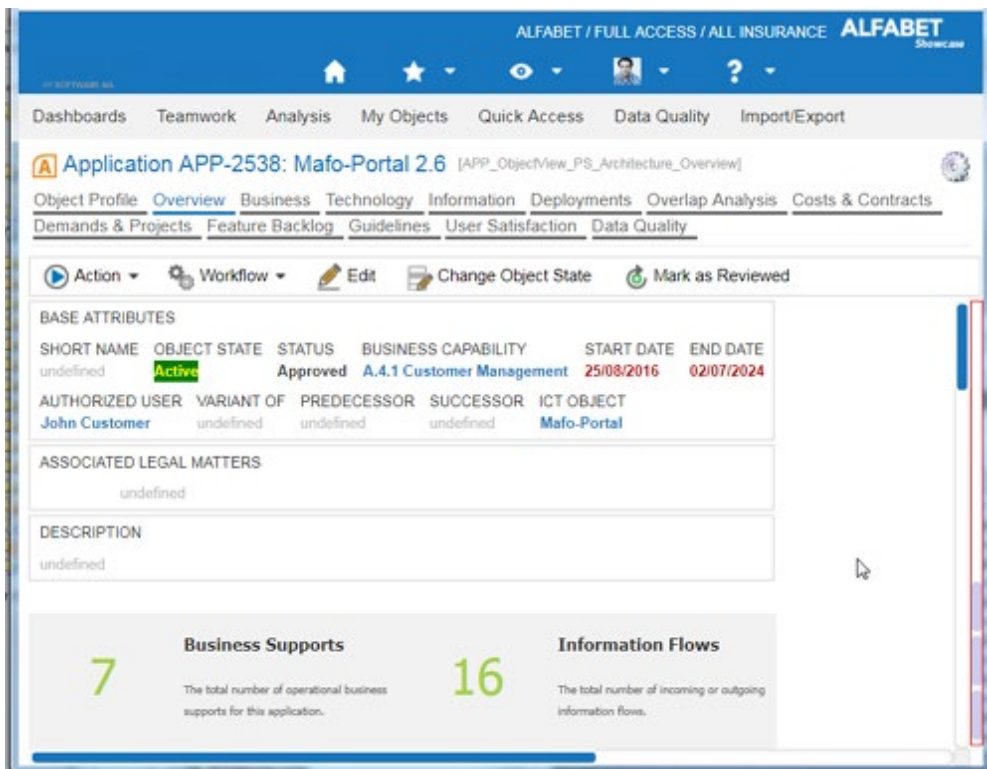 ALFABET / FULL ACCESS / ALL INSURANCE ALFABET
Showcase
?
Dashboards Teamwork Analysis My Objects Quick Access Data Quality Import/Export
A Application APP-2538: Mafo-Portal 2.6 [APP_ObjectView_PS_Architecture_Overview]
Object Profile Overview Business Technology Information Deployments Overlap Analysis Costs & Contracts
Demands & Projects Feature Backlog Guidelines User Satisfaction Data Quality
Action Workflow Edit Change Object State Mark as Reviewed
BASE ATTRIBUTES
SHORT NAME OBJECT STATE STATUS BUSINESS CAPABILITY START DATE END DATE
undefined Active Approved A.4.1 Customer Management 25/08/2016 02/07/2024
AUTHORIZED USER VARIANT OF PREDECESSOR SUCCESSOR ICT OBJECT
John Customer undefined undefined undefined Mafo-Portal
ASSOCIATED LEGAL MATTERS
undefined
DESCRIPTION
undefined
7 Business Supports 16 Information Flows
The total number of operational business The total number of incoming or outgoing
supports for this application. information flows.